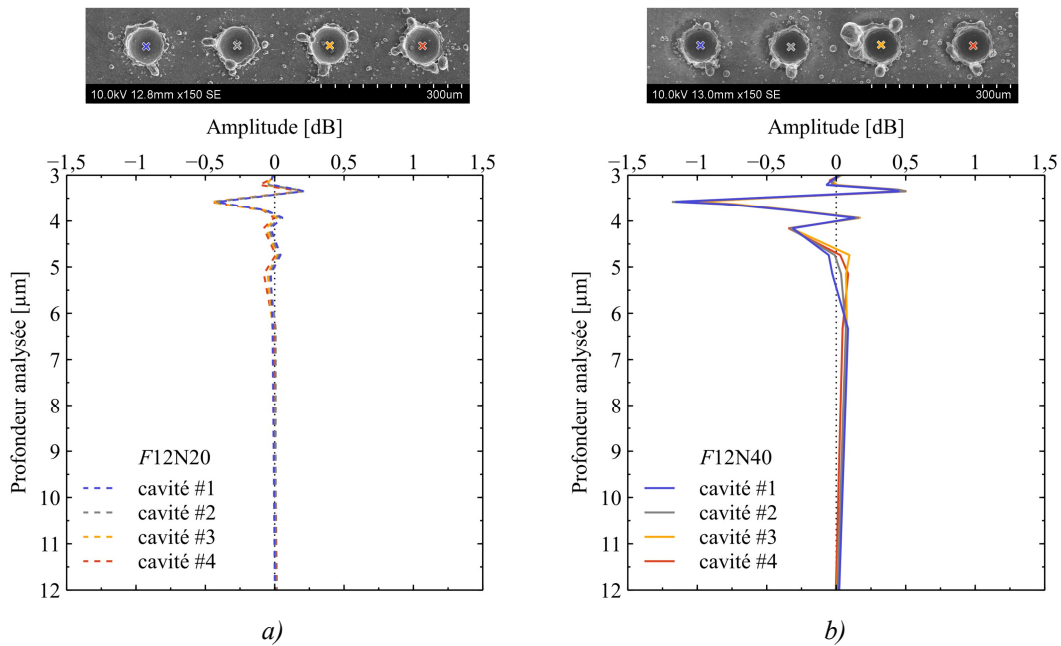 10.0kV 12.8mm x150 SE 300um
Amplitude [dB]
−1,5 −1 −0,5 0 0,5 1 1,5
Profondeur analysée [µm]
3
4
5
6
7
8
9
10
11
12
F12N20
cavité #1
cavité #2
cavité #3
cavité #4
a)
10.0kV 13.0mm x150 SE 300um
Amplitude [dB]
−1,5 −1 −0,5 0 0,5 1 1,5
Profondeur analysée [µm]
3
4
5
6
7
8
9
10
11
12
F12N40
cavité #1
cavité #2
cavité #3
cavité #4
b)